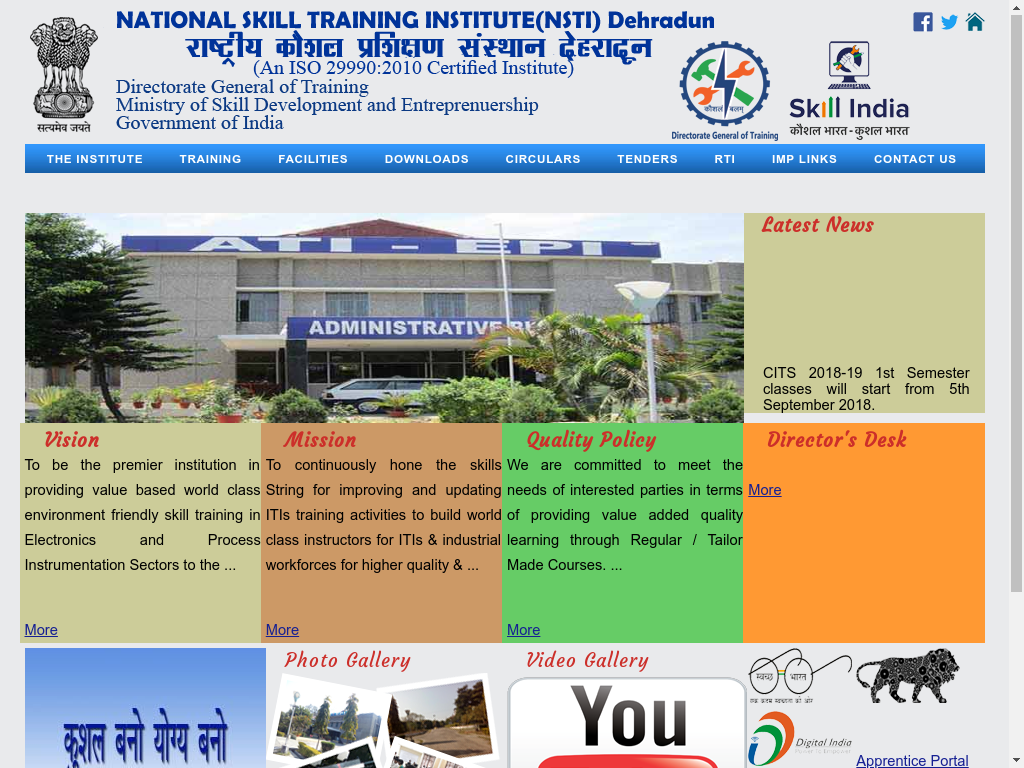 NATIONAL SKILL TRAINING INSTITUTE(NSTI) Dehradun
राष्ट्रीय कौशल प्रशिक्षण संस्थान देहरादून
(An ISO 29990:2010 Certified Institute)
Directorate General of Training
Ministry of Skill Development and Entreprenuership
Government of India
सत्यमेव जयते
कौशलं बलम्
Directorate General of Training
Skill India
कौशल भारत - कुशल भारत
THE INSTITUTE TRAINING FACILITIES DOWNLOADS CIRCULARS TENDERS RTI IMP LINKS CONTACT US
ATI - EPI
ADMINISTRATIVE
Latest News
CITS 2018-19 1st Semester
classes will start from 5th
September 2018.
Vision
To be the premier institution in
providing value based world class
environment friendly skill training in
Electronics and Process
Instrumentation Sectors to the ...
More
Mission
To continuously hone the skills
String for improving and updating
ITIs training activities to build world
class instructors for ITIs & industrial
workforces for higher quality & ...
More
Quality Policy
We are committed to meet the
needs of interested parties in terms
of providing value added quality
learning through Regular / Tailor
Made Courses. ...
More
Director's Desk
More
कुशल बनो योग्य बनो
Photo Gallery
Video Gallery
You
स्वच्छ भारत
एक कदम स्वच्छता की ओर
Digital India
Power To Empower
Apprentice Portal